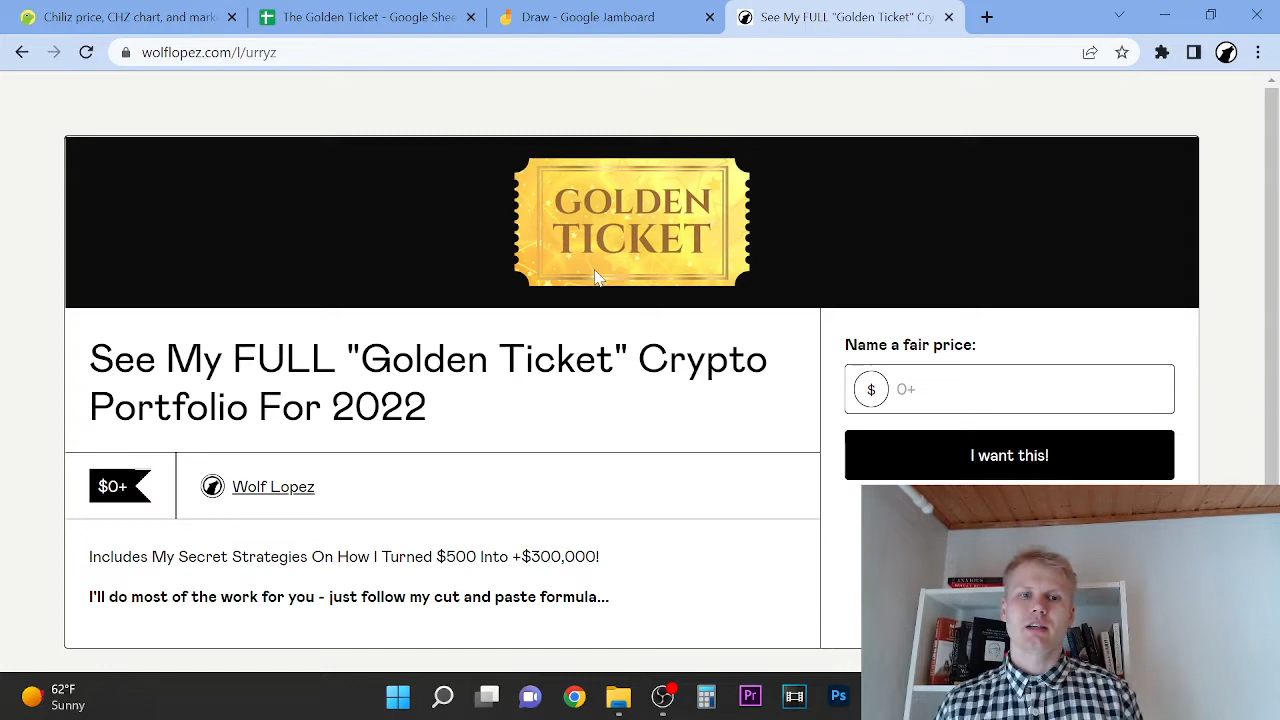 Chiliz price, CHZ chart, and mark
The Golden Ticket - Google Shee
Draw - Google Jamboard
See My FULL "Golden Ticket" Cry
wolflopez.com/l/urryz
GOLDEN
TICKET
See My FULL "Golden Ticket" Crypto
Portfolio For 2022
Name a fair price:
$ 0+
I want this!
$0+
Wolf Lopez
Includes My Secret Strategies On How I Turned $500 Into +$300,000!
I'll do most of the work for you - just follow my cut and paste formula...
62°F
Sunny
Pr
Ps